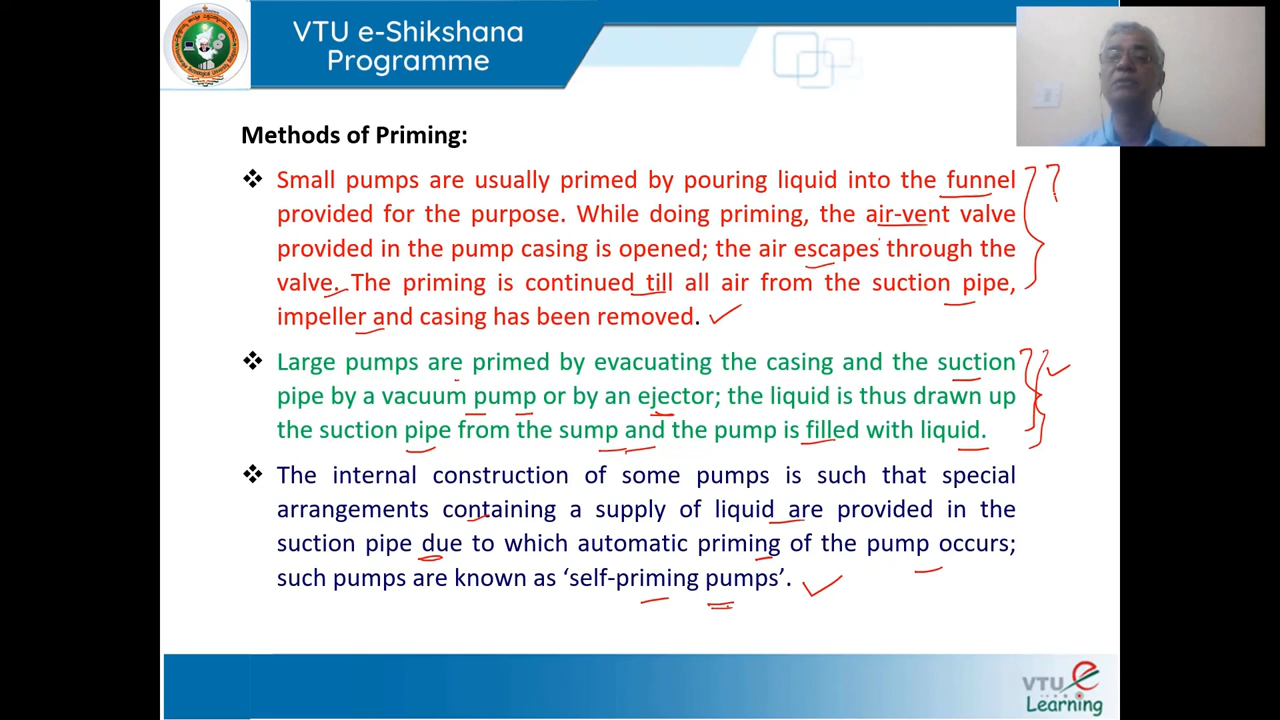 VTU e-Shikshana
Programme
Methods of Priming:
❖ Small pumps are usually primed by pouring liquid into the funnel
provided for the purpose. While doing priming, the air-vent valve
provided in the pump casing is opened; the air escapes through the
valve. The priming is continued till all air from the suction pipe,
impeller and casing has been removed.
❖ Large pumps are primed by evacuating the casing and the suction
pipe by a vacuum pump or by an ejector; the liquid is thus drawn up
the suction pipe from the sump and the pump is filled with liquid.
❖ The internal construction of some pumps is such that special
arrangements containing a supply of liquid are provided in the
suction pipe due to which automatic priming of the pump occurs;
such pumps are known as ‘self-priming pumps’.
VTU e
Learning